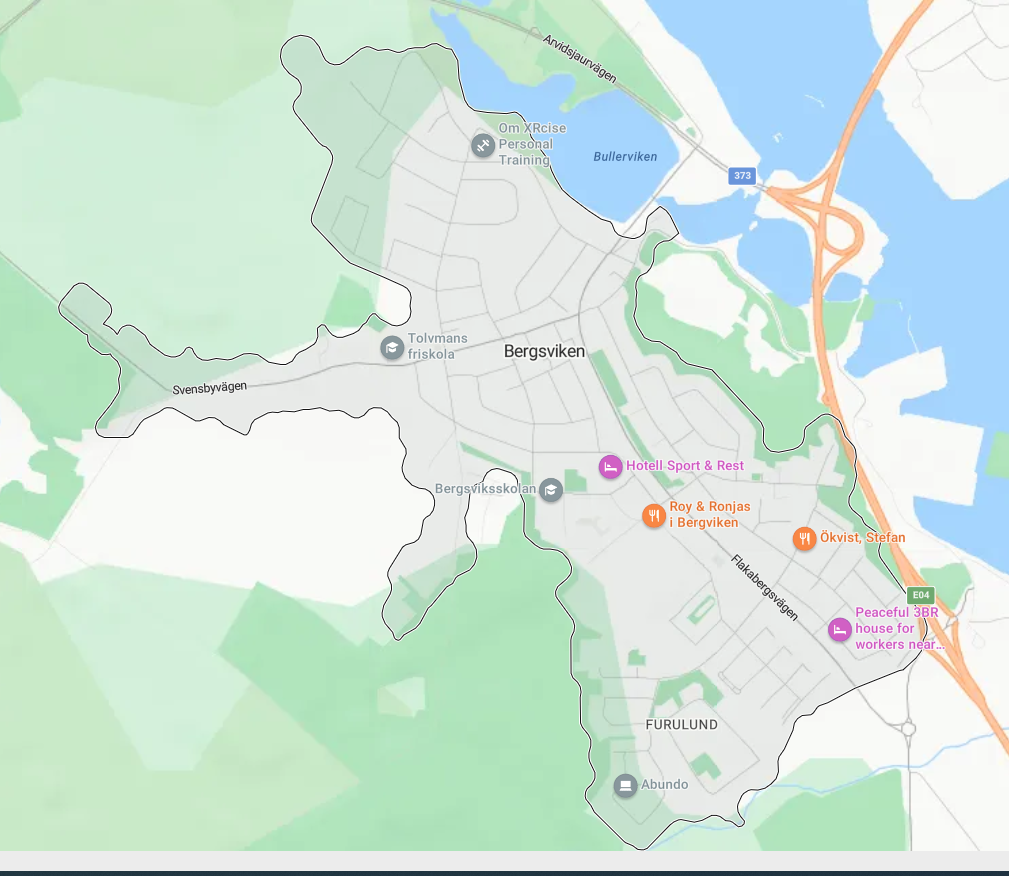 Arvidsjaurvägen
Om XRcise
Personal
Training
Bullerviken
373
Tolvmans
friskola
Bergsviken
Svensbyvägen
Hotell Sport & Rest
Bergsviksskolan
Roy & Ronjas
i Bergviken
Ökvist, Stefan
Flakabergsvägen
E04
Peaceful 3BR
house for
workers near...
FURULUND
Abundo